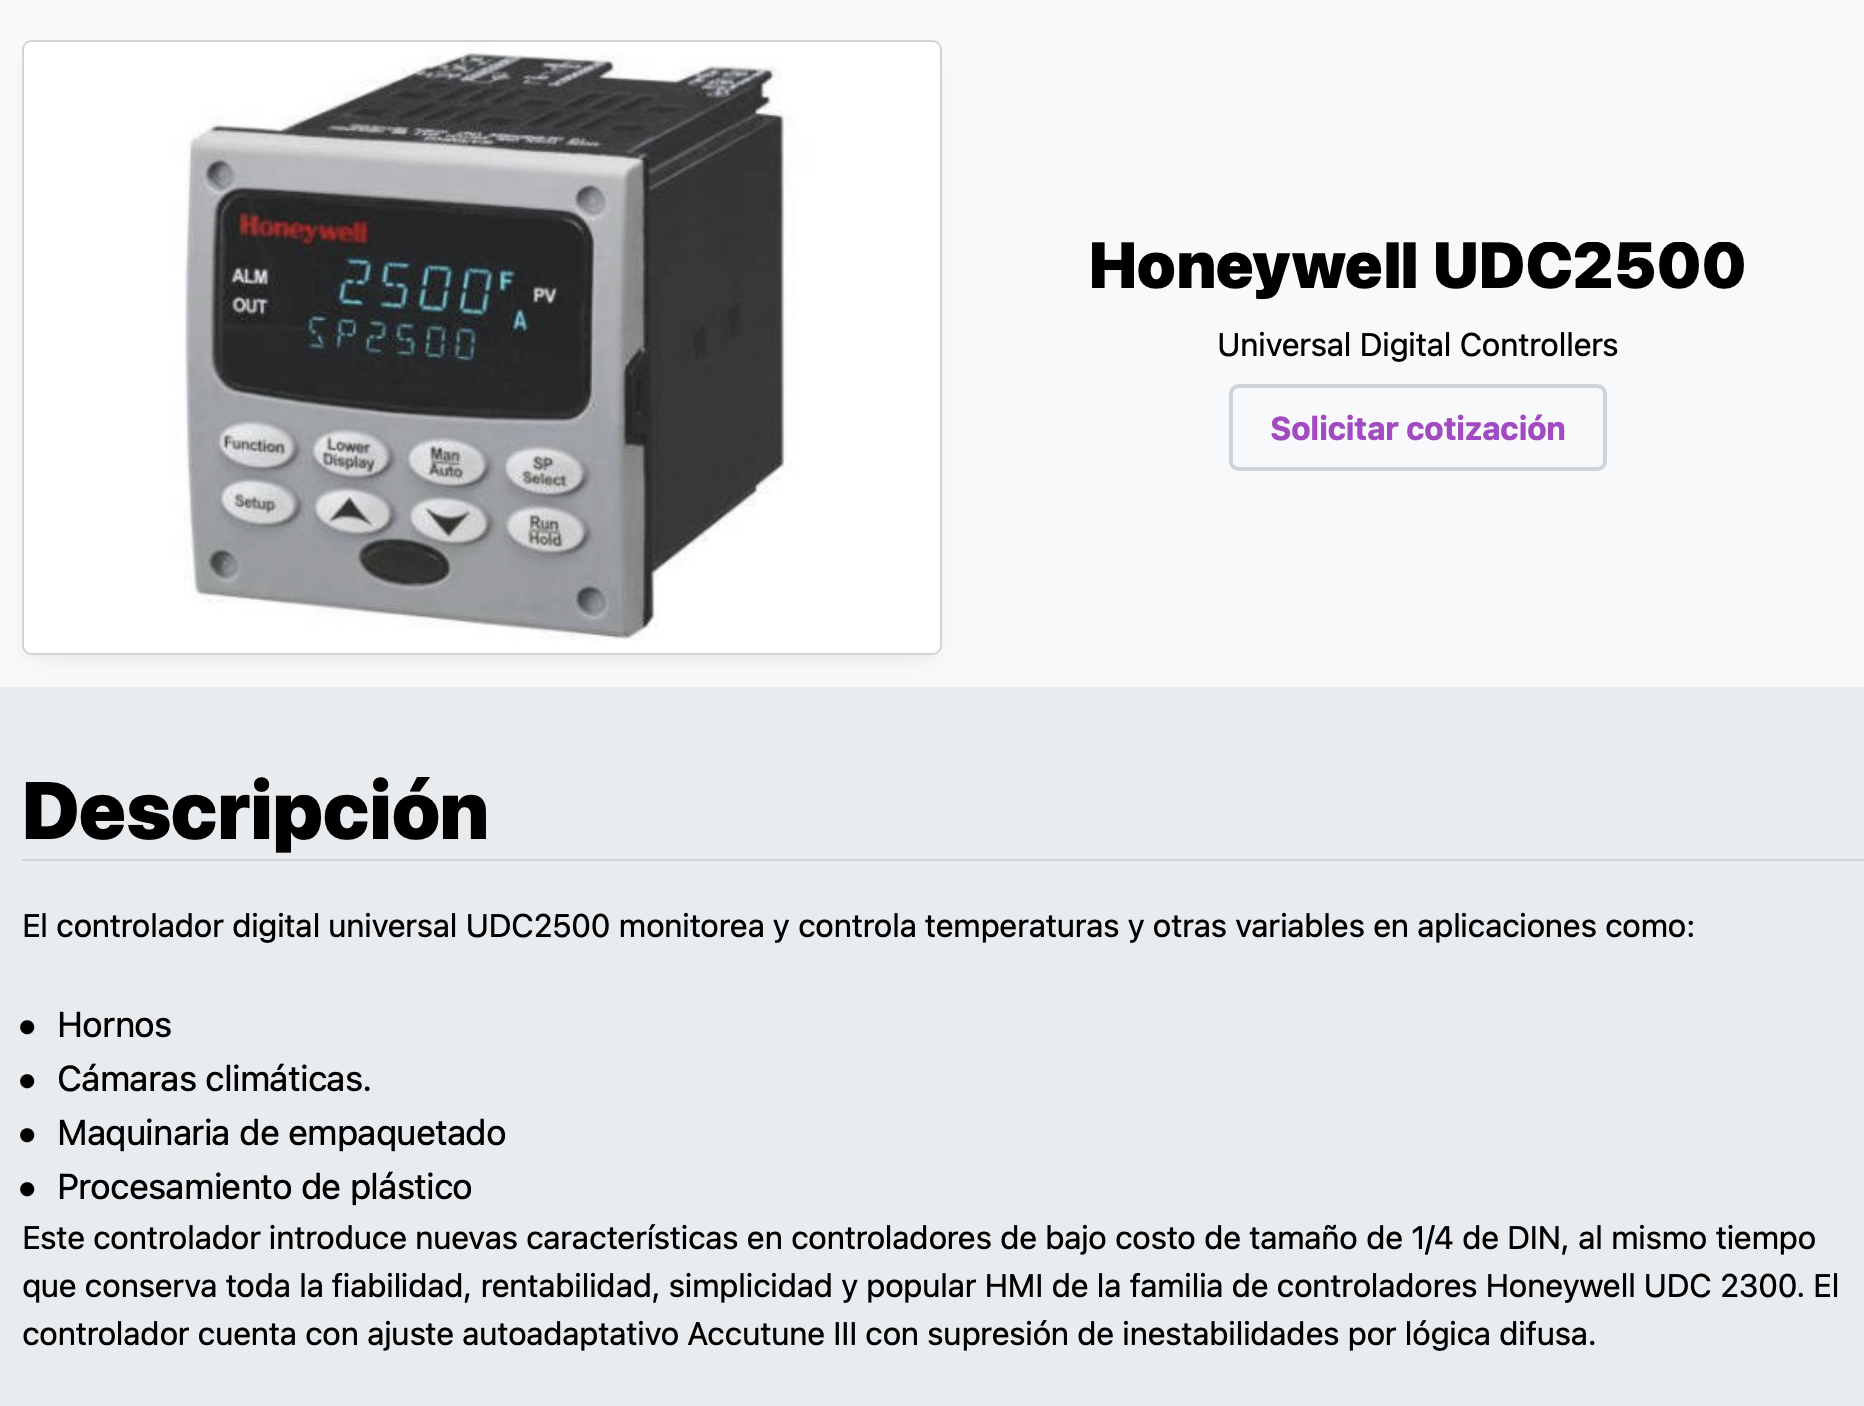 Honeywell
ALM
2500 F
PV
OUT
A
SP2500
Function
Lower
Display
Man
Auto
SP
Select
Setup
Run
Hold
Honeywell UDC2500
Universal Digital Controllers
Solicitar cotización
Descripción
El controlador digital universal UDC2500 monitorea y controla temperaturas y otras variables en aplicaciones como:
Hornos
Cámaras climáticas.
Maquinaria de empaquetado
Procesamiento de plástico
Este controlador introduce nuevas características en controladores de bajo costo de tamaño de 1/4 de DIN, al mismo tiempo
que conserva toda la fiabilidad, rentabilidad, simplicidad y popular HMI de la familia de controladores Honeywell UDC 2300. El
controlador cuenta con ajuste autoadaptativo Accutune III con supresión de inestabilidades por lógica difusa.